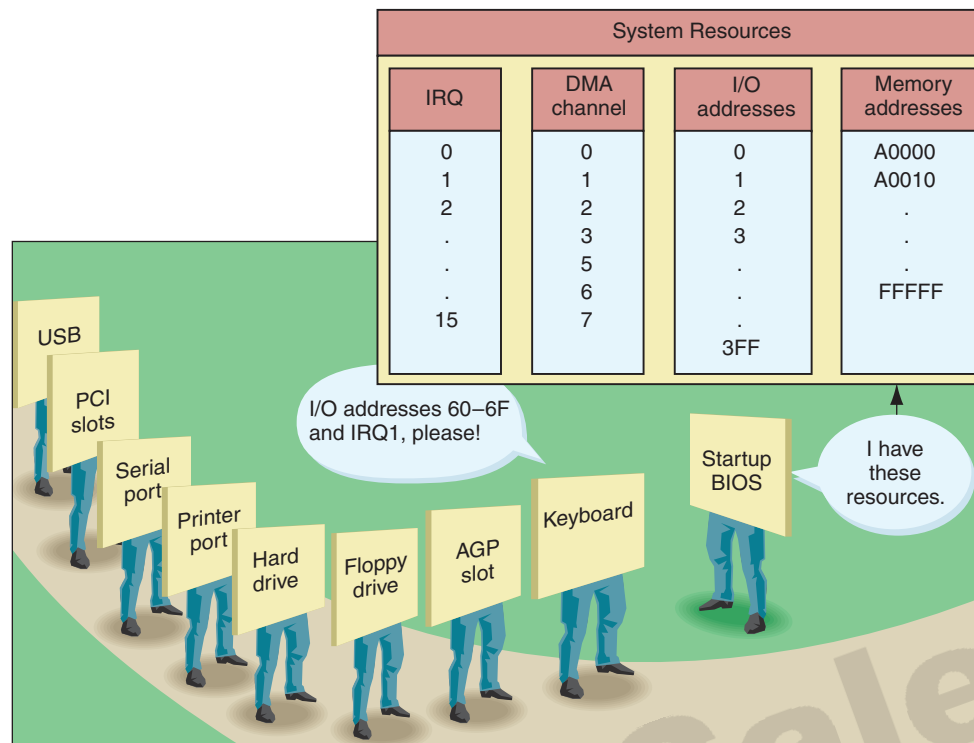 System Resources
IRQ
0
1
2
.
.
.
15
DMA
channel
0
1
2
3
5
6
7
I/O
addresses
0
1
2
3
.
.
.
3FF
Memory
addresses
A0000
A0010
.
.
.
FFFFF
USB
PCI
slots
Serial
port
Printer
port
Hard
drive
Floppy
drive
AGP
slot
Keyboard
I/O addresses 60–6F
and IRQ1, please!
Startup
BIOS
I have
these
resources.